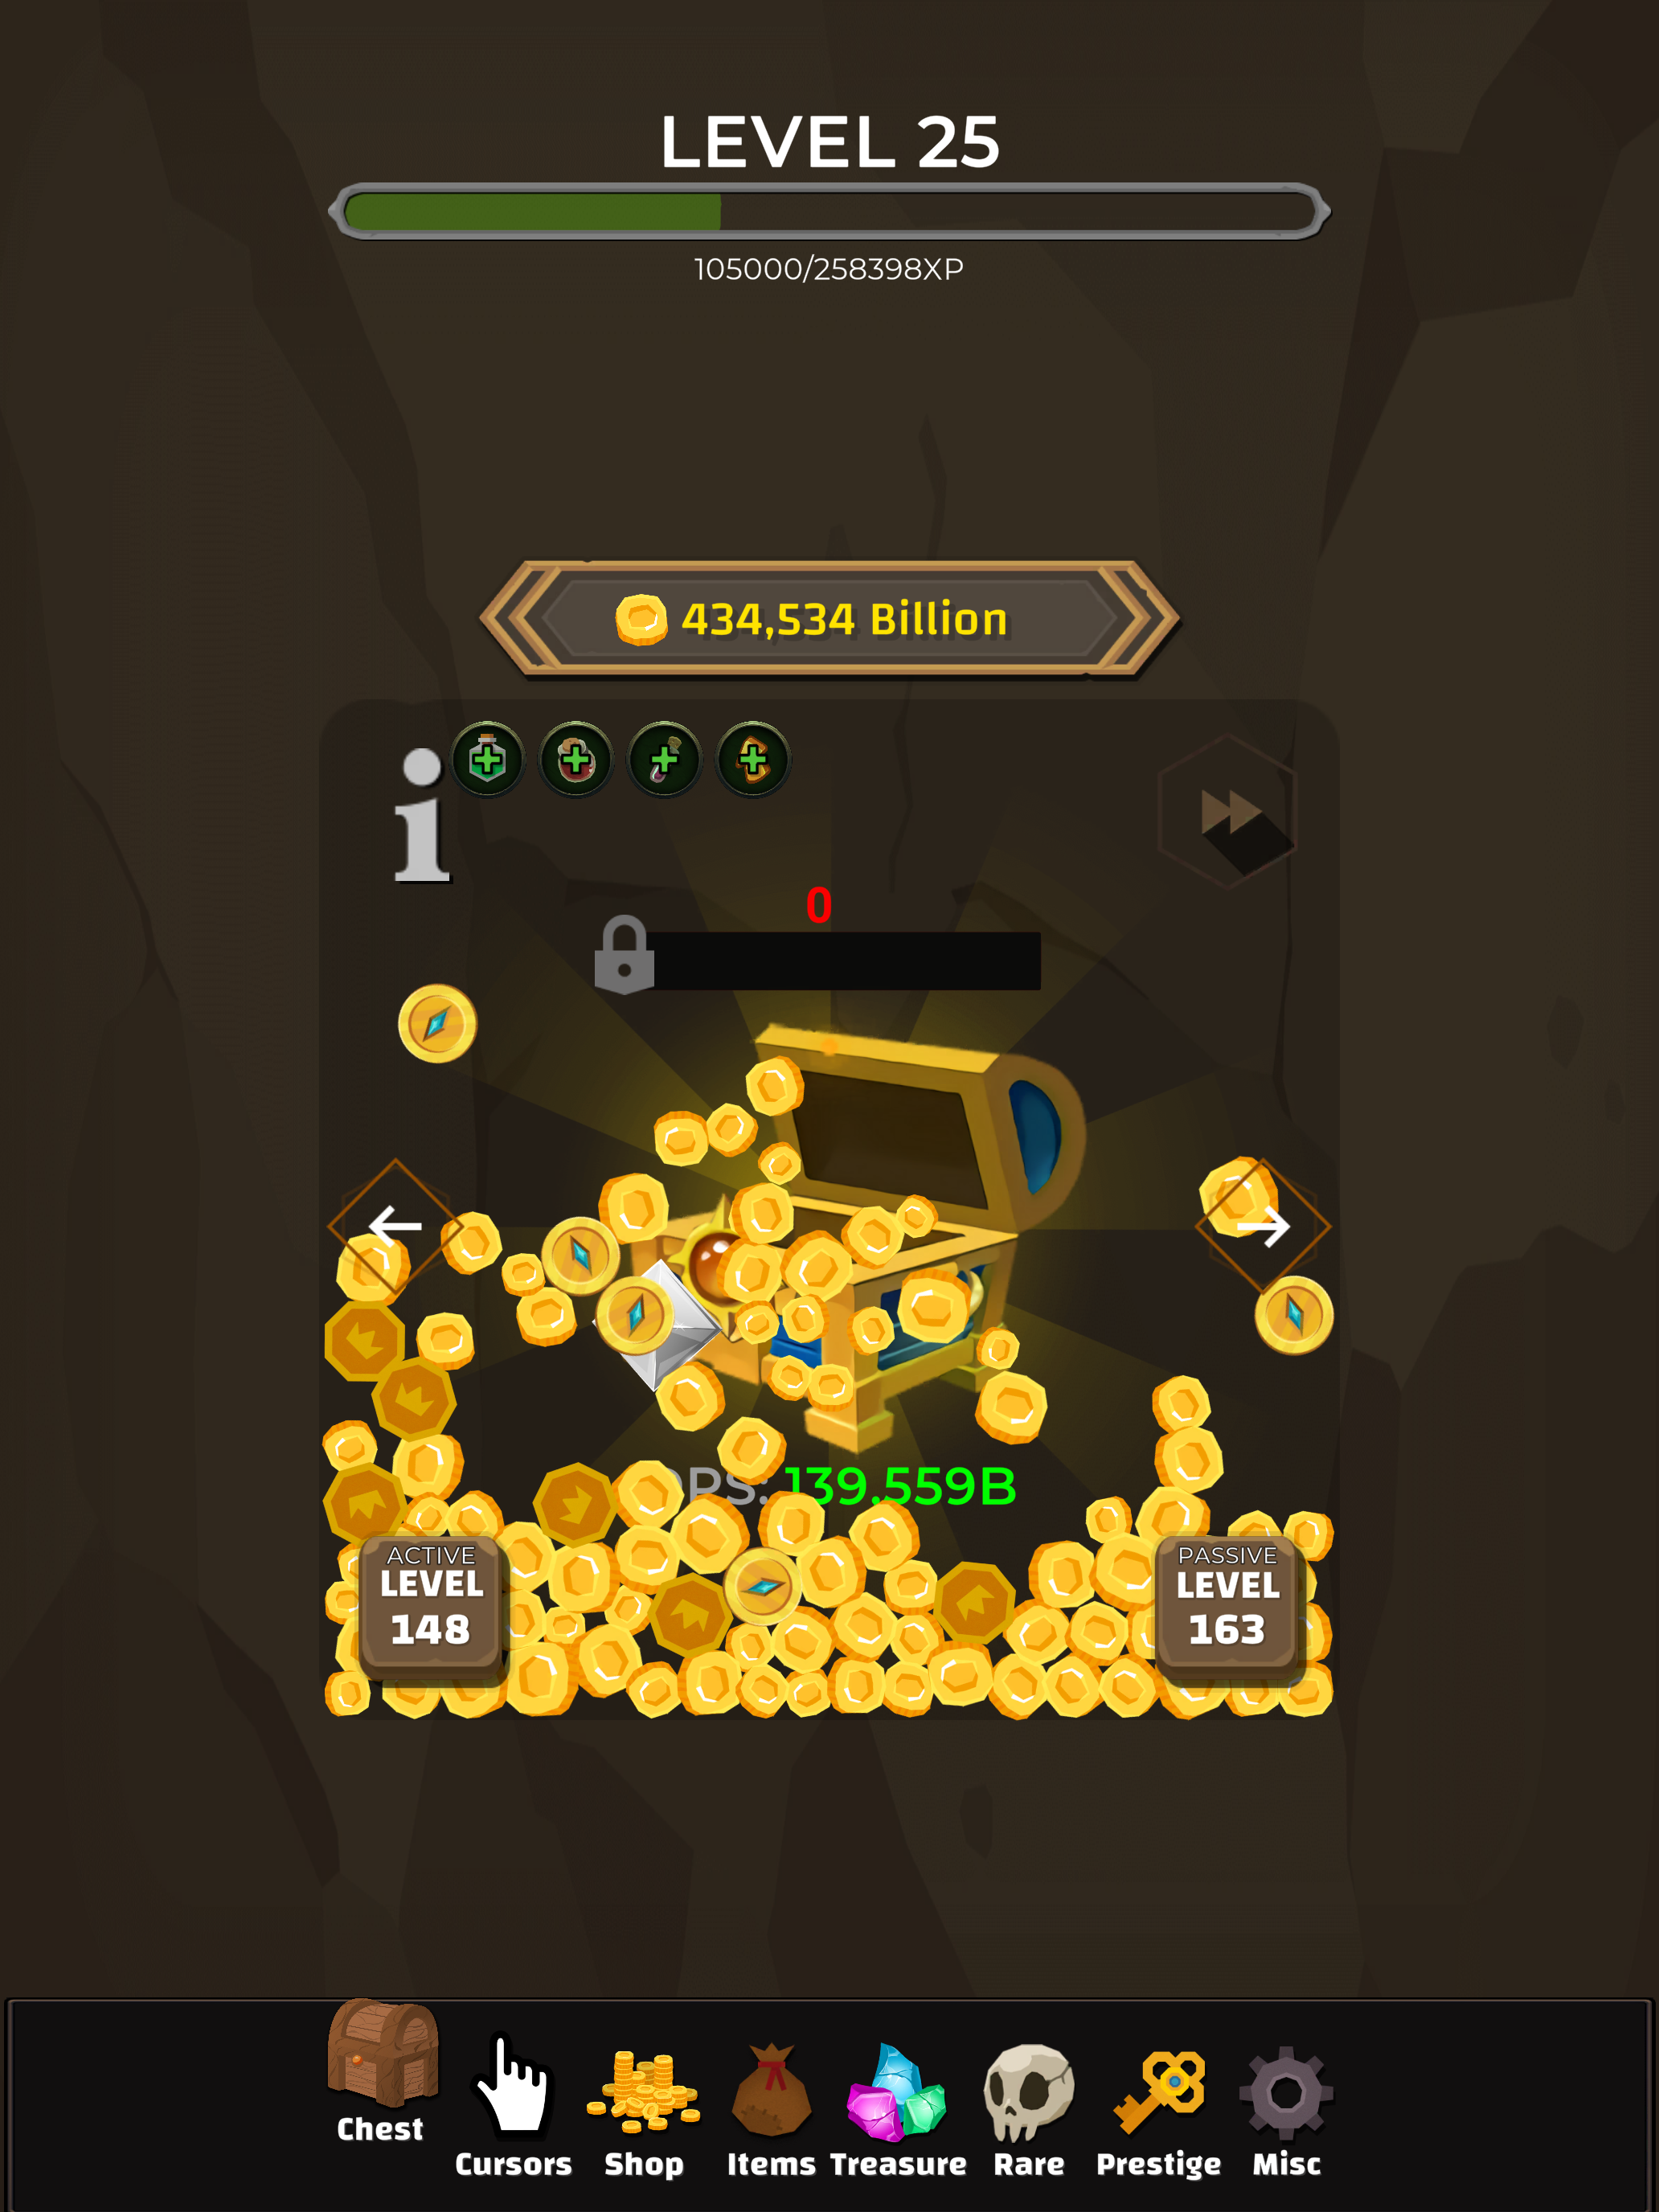 LEVEL 25
105000/258398XP
434,534 Billion
0
PS: 139.559B
ACTIVE
LEVEL
148
PASSIVE
LEVEL
163
Chest
Cursors
Shop
Items
Treasure
Rare
Prestige
Misc